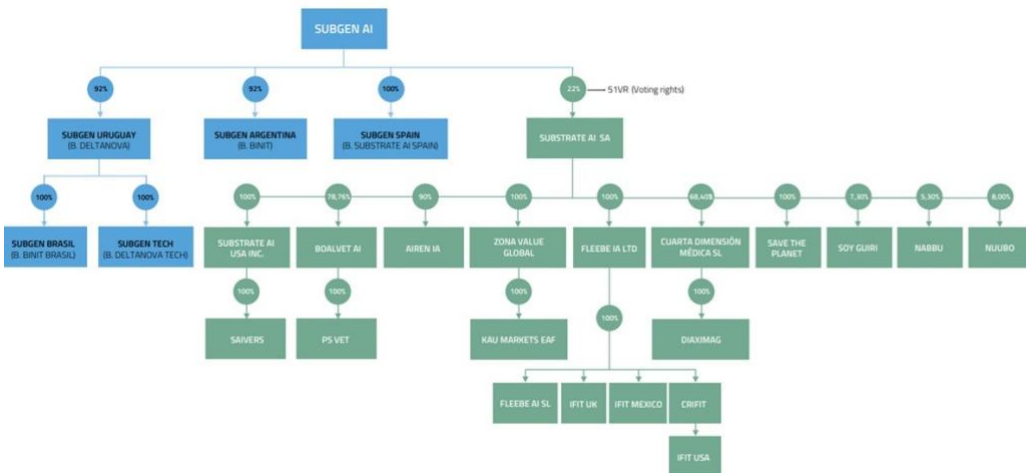 SUBGEN AI
92%
92%
100%
22%
51VR (Voting rights)
SUBGEN URUGUAY
(B. DELTANOVA)
SUBGEN ARGENTINA
(B. BINIT)
SUBGEN SPAIN
(B. SUBSTRATE AI SPAIN)
SUBSTRATE AI SA
100%
100%
100%
78,76%
90%
100%
100%
68,40%
100%
7,30%
5,30%
8,00%
SUBGEN BRASIL
(B. BINIT BRASIL)
SUBGEN TECH
(B. DELTANOVA TECH)
SUBSTRATE AI
USA INC.
BOALVET AI
AIREN IA
ZONA VALUE
GLOBAL
FLEEBE IA LTD
CUARTA DIMENSIÓN
MÉDICA SL
SAVE THE
PLANET
SOY GUIRI
NABBU
NUUBO
100%
100%
100%
100%
100%
SAIVERS
PS VET
KAU MARKETS EAF
DIAXIMAG
FLEEBE AI SL
IFIT UK
IFIT MEXICO
CRIFIT
IFIT USA